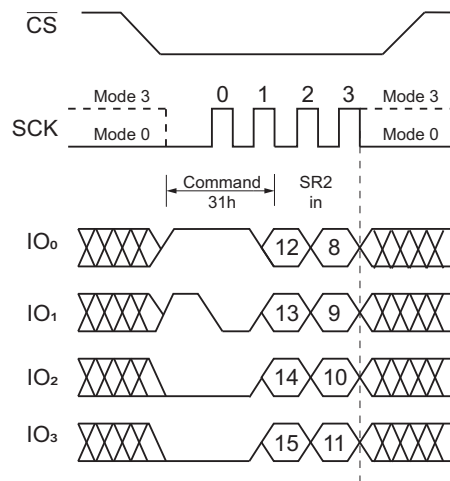 CS
0 1 2 3
Mode 3 Mode 3
SCK
Mode 0 Mode 0
Command SR2
31h in
IO₀ 12 8
IO₁ 13 9
IO₂ 14 10
IO₃ 15 11